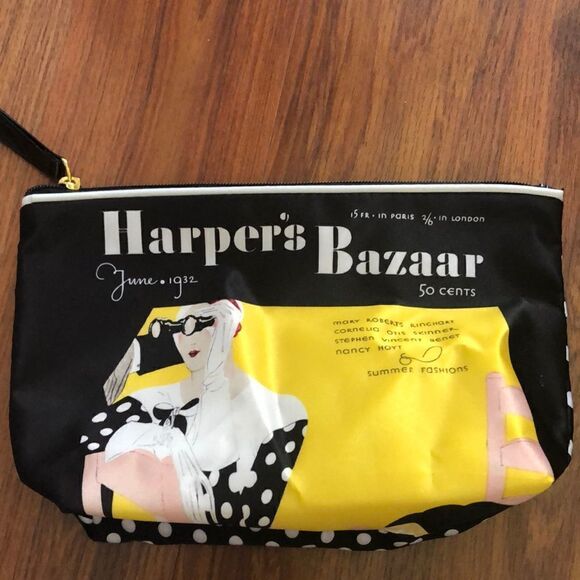 15 FR · IN PARIS 2/6 · IN LONDON
Harper's
Bazaar
June · 1932
50 CENTS
MARY ROBERTS RINEHART
CORNELIA OTIS SKINNER
STEPHEN VINCENT BENET
NANCY HOYT
&
SUMMER FASHIONS